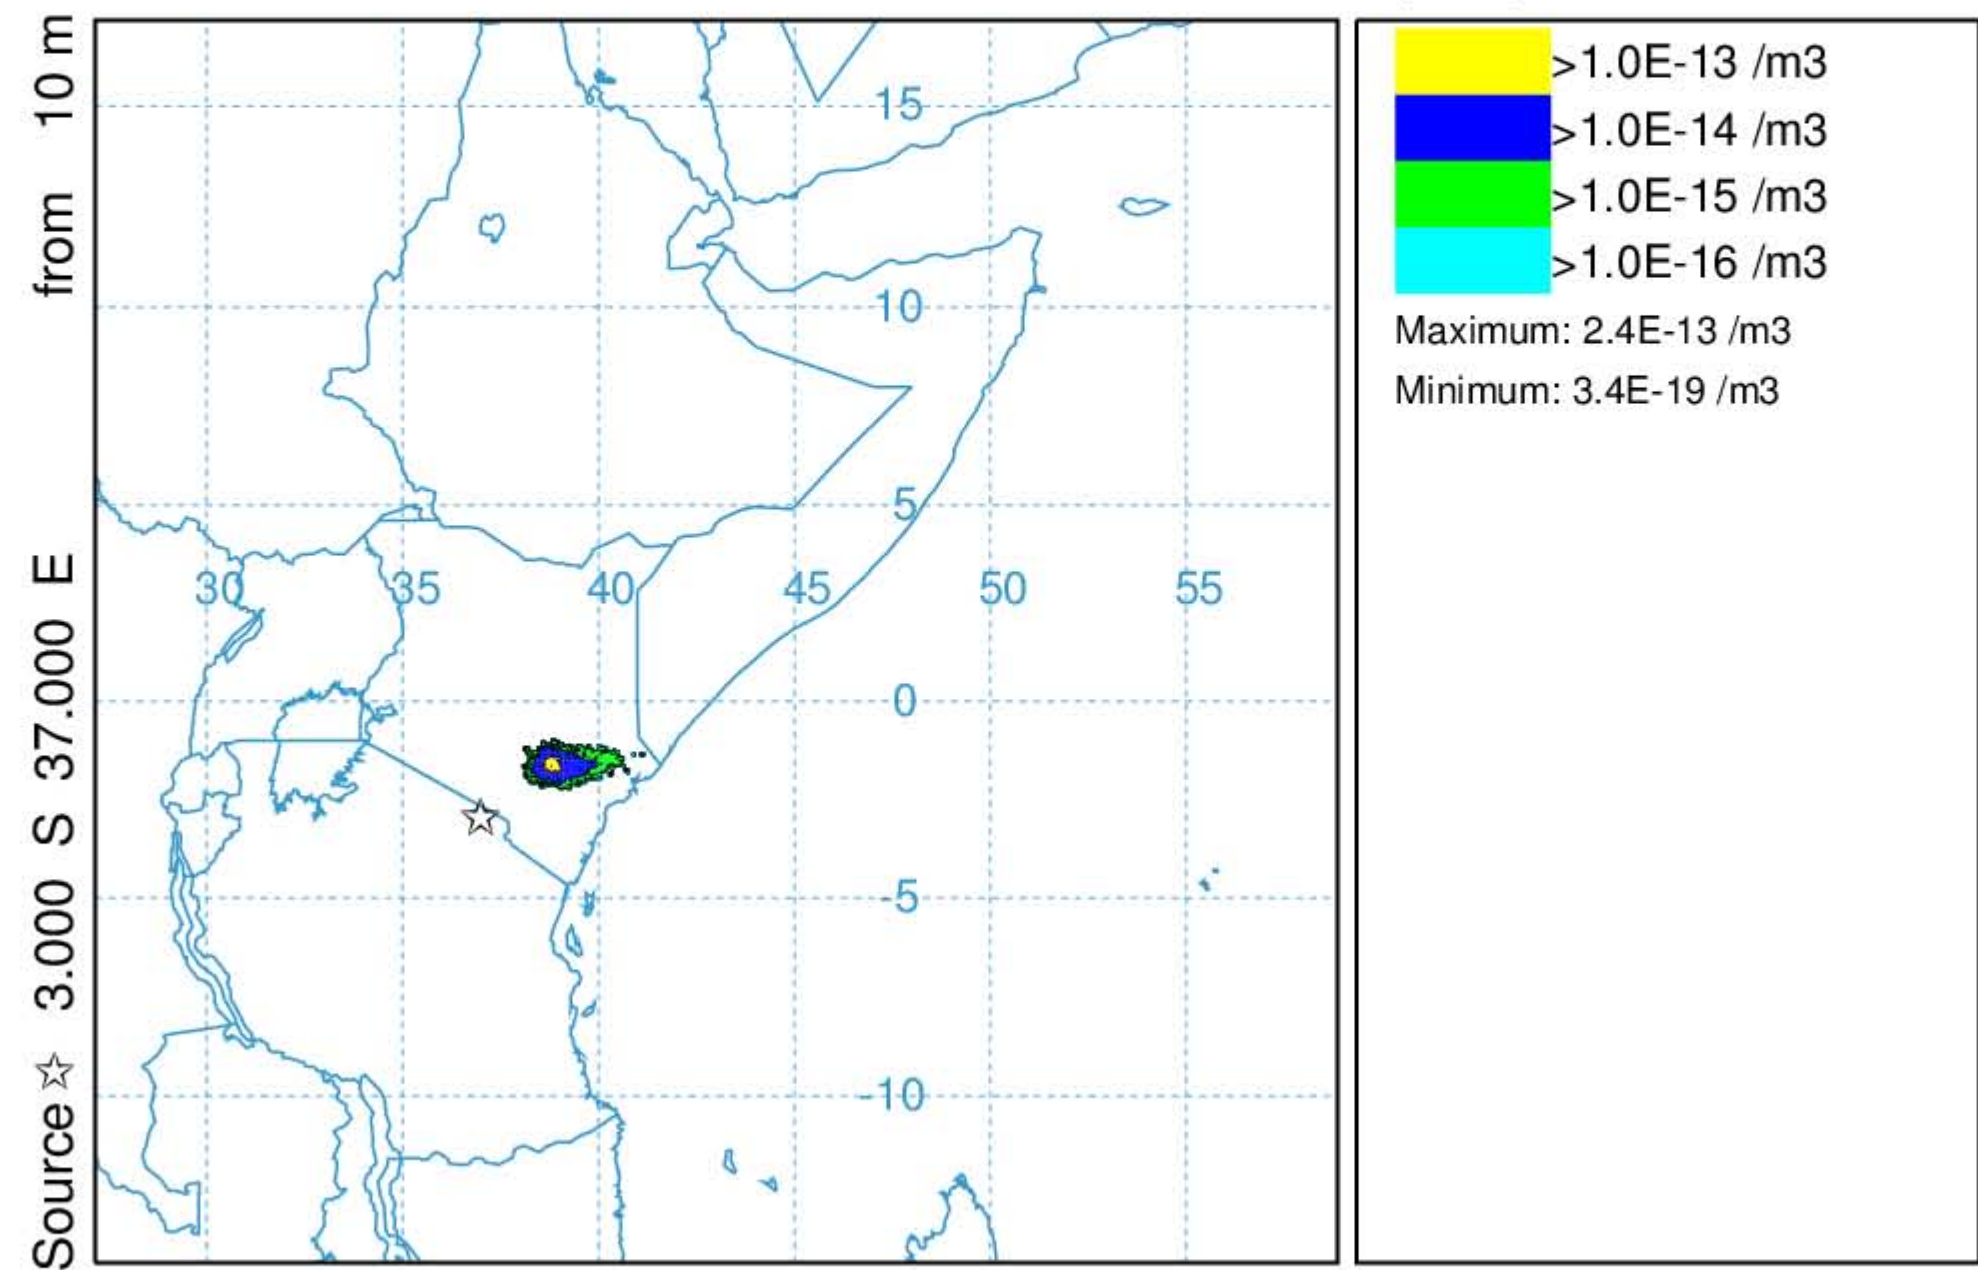 Source ☆ 3.000 S 37.000 E from 10 m
15
10
5
30 35 40 45 50 55
0
-5
-10
>1.0E-13 /m3
>1.0E-14 /m3
>1.0E-15 /m3
>1.0E-16 /m3
Maximum: 2.4E-13 /m3
Minimum: 3.4E-19 /m3